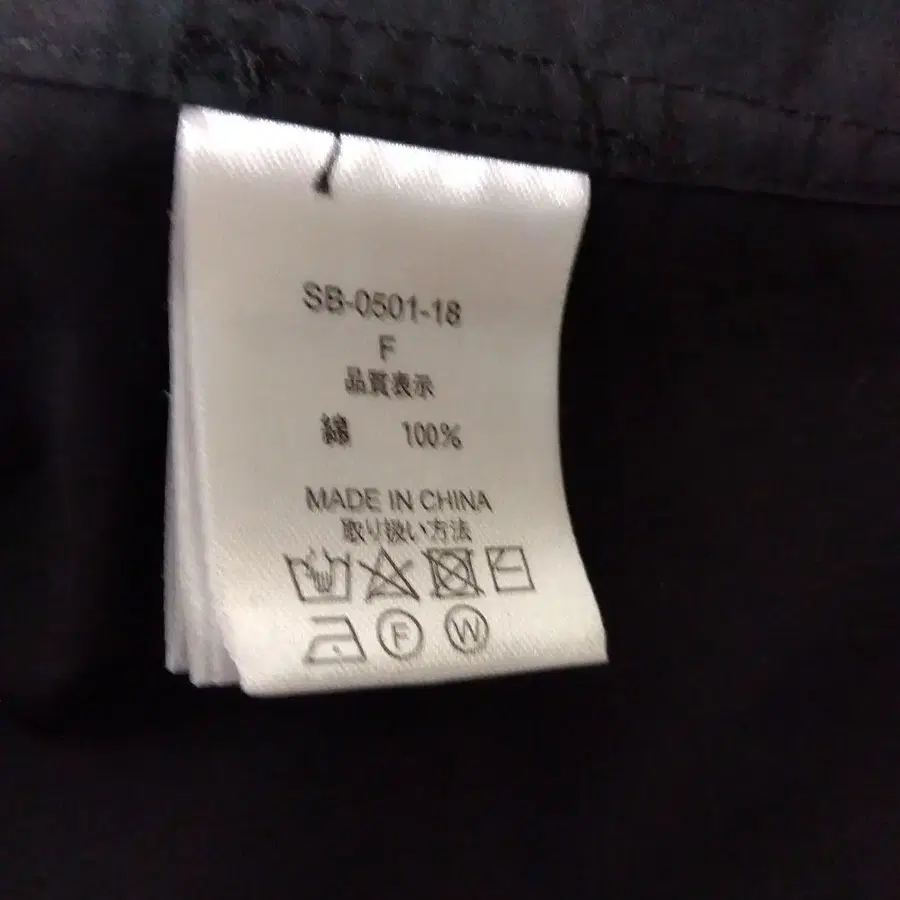 SB-0501-18
F
品質表示
綿 100%
MADE IN CHINA
取り扱い方法
F W